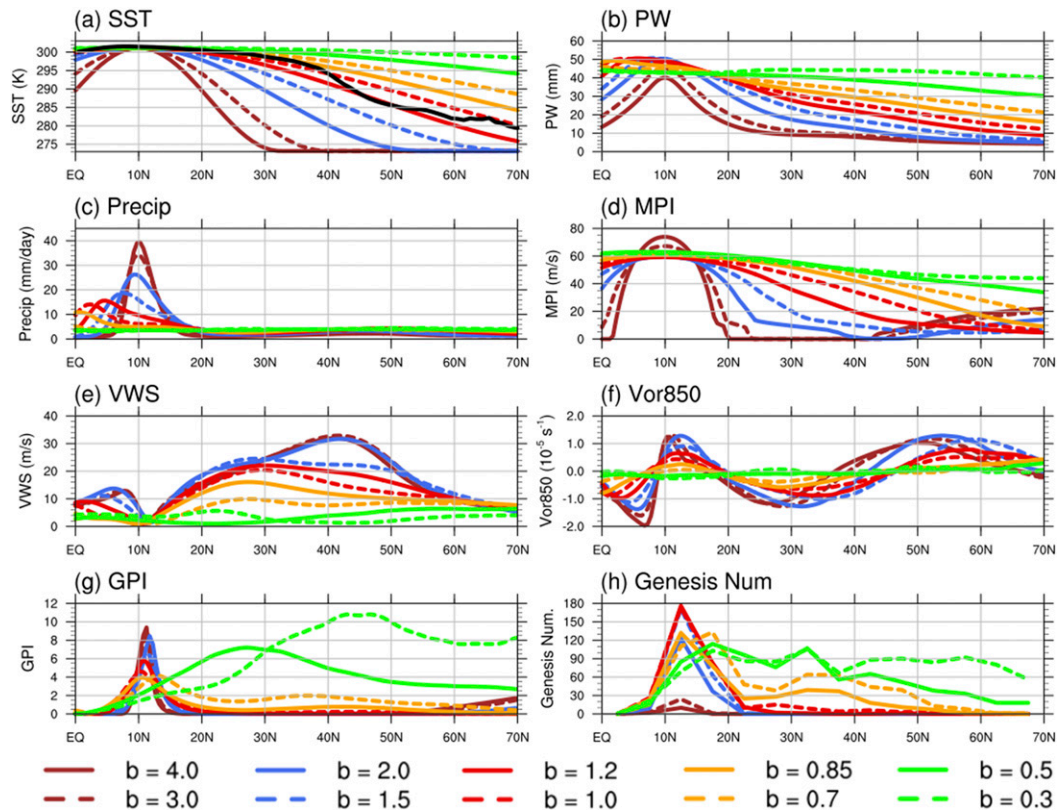 (a) SST
(b) PW
SST (K)
300
295
290
285
280
275
EQ 10N 20N 30N 40N 50N 60N 70N
PW (mm)
60
50
40
30
20
10
0
EQ 10N 20N 30N 40N 50N 60N 70N
(c) Precip
(d) MPI
Precip (mm/day)
40
30
20
10
0
EQ 10N 20N 30N 40N 50N 60N 70N
MPI (m/s)
80
60
40
20
0
EQ 10N 20N 30N 40N 50N 60N 70N
(e) VWS
(f) Vor850
VWS (m/s)
40
30
20
10
0
EQ 10N 20N 30N 40N 50N 60N 70N
Vor850 (10⁻⁵ s⁻¹)
2.0
1.0
0.0
-1.0
-2.0
EQ 10N 20N 30N 40N 50N 60N 70N
(g) GPI
(h) Genesis Num
GPI
12
10
8
6
4
2
0
EQ 10N 20N 30N 40N 50N 60N 70N
Genesis Num.
180
150
120
90
60
30
0
EQ 10N 20N 30N 40N 50N 60N 70N
b = 4.0 b = 2.0 b = 1.2 b = 0.85 b = 0.5
b = 3.0 b = 1.5 b = 1.0 b = 0.7 b = 0.3